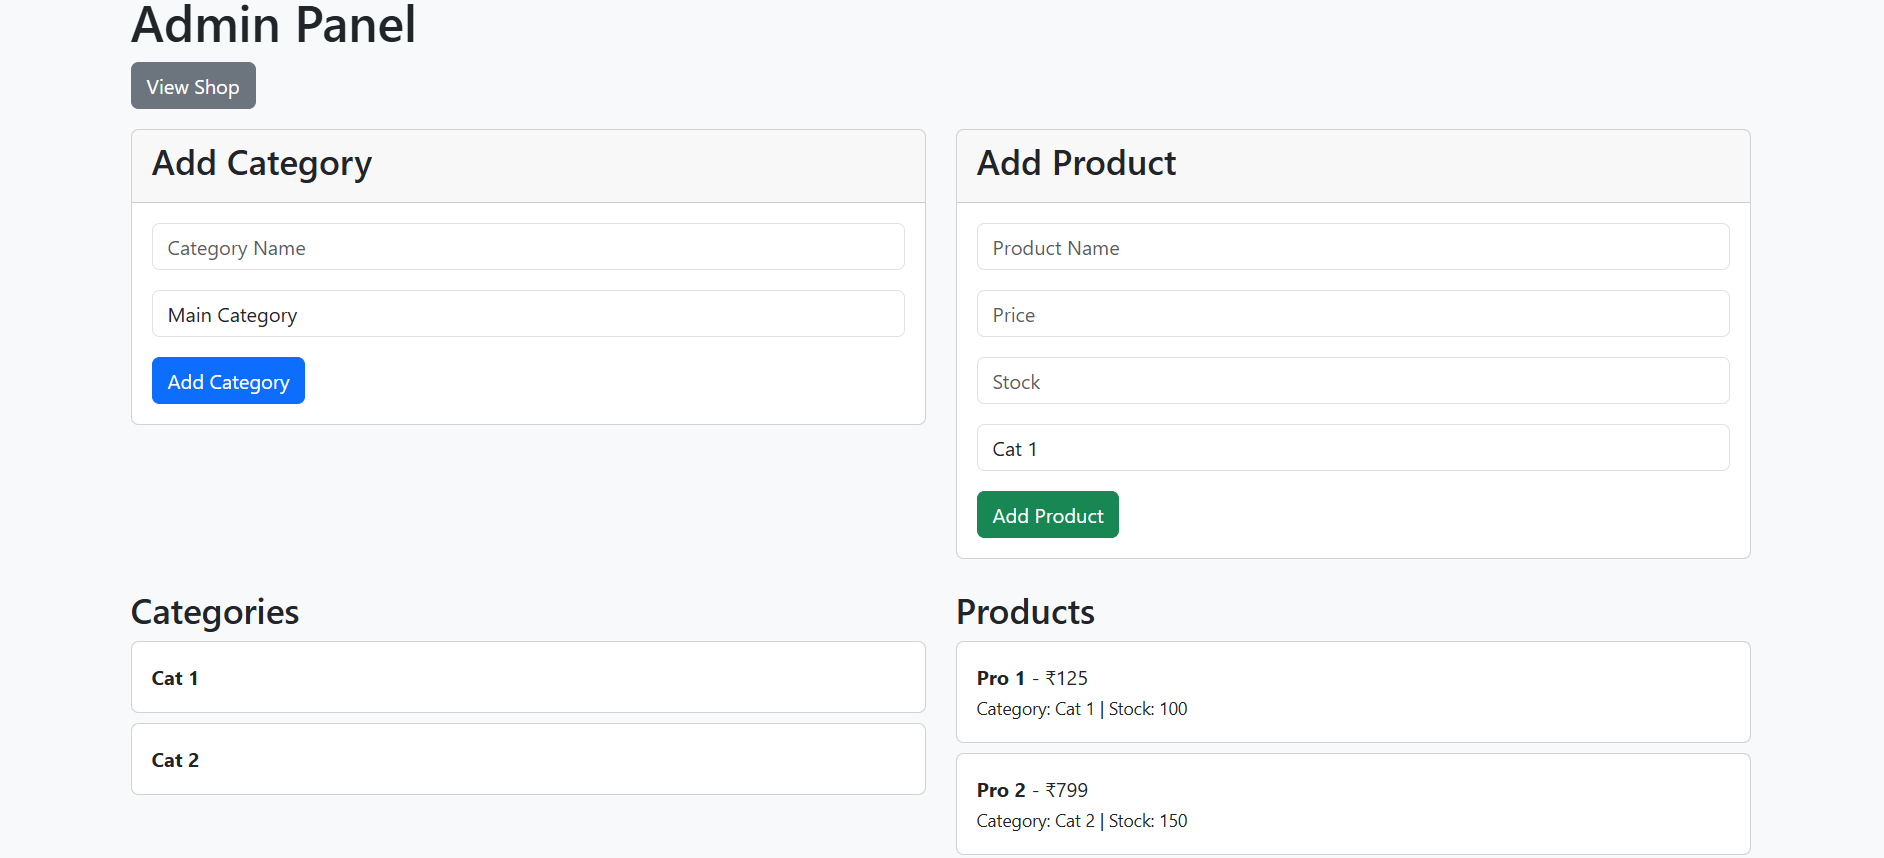 Admin Panel
View Shop
Add Category
Category Name
Main Category
Add Category
Add Product
Product Name
Price
Stock
Cat 1
Add Product
Categories
Cat 1
Cat 2
Products
Pro 1 - ₹125
Category: Cat 1 | Stock: 100
Pro 2 - ₹799
Category: Cat 2 | Stock: 150